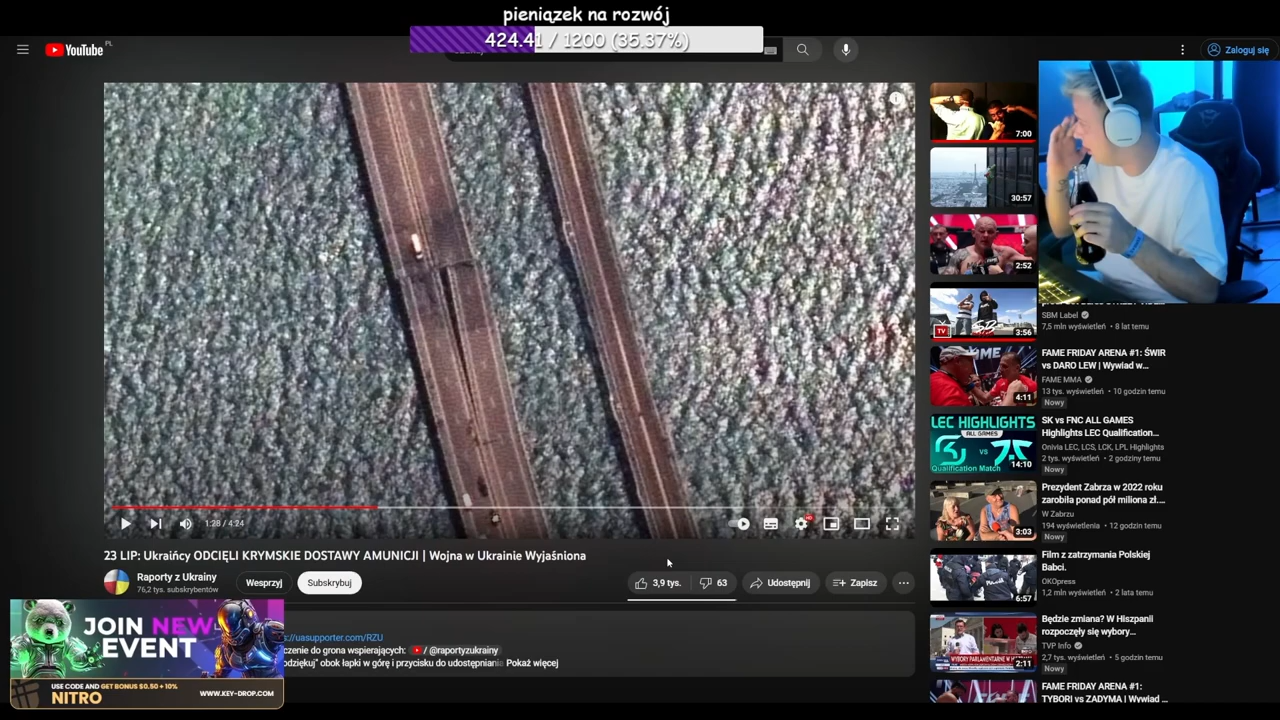 pieniązek na rozwój
424.41 / 1200 (35.37%)
YouTube PL
Zaloguj się
7:00
30:57
2:52
3:56
SBM Label
7,5 mln wyświetleń • 8 lat temu
FAME FRIDAY ARENA #1: ŚWIR
vs DARO LEW | Wywiad w...
FAME MMA
13 tys. wyświetleń • 10 godzin temu
Nowy
4:11
LEC HIGHLIGHTS
ALL GAMES
VS
Qualification Match
14:10
SK vs FNC ALL GAMES
Highlights LEC Qualification...
Onivia LEC, LCS, LCK, LPL Highlights
2 tys. wyświetleń • 2 godziny temu
Nowy
Prezydent Zabrza w 2022 roku
zarobiła ponad pół miliona zł....
W Zabrzu
194 wyświetlenia • 12 godzin temu
Nowy
3:03
Film z zatrzymania Polskiej
Babci.
OKOpress
1,2 mln wyświetleń • 2 lata temu
6:57
Będzie zmiana? W Hiszpanii
rozpoczęły się wybory...
TVP Info
2,7 tys. wyświetleń • 5 godzin temu
Nowy
2:11
FAME FRIDAY ARENA #1:
TYBORI vs ZADYMA | Wywiad ...
1:28 / 4:24
23 LIP: Ukraińcy ODCIĘLI KRYMSKIE DOSTAWY AMUNICJI | Wojna w Ukrainie Wyjaśniona
Raporty z Ukrainy
76,2 tys. subskrybentów
Wesprzyj
Subskrybuj
3,9 tys.
63
Udostępnij
Zapisz
s://uasupporter.com/RZU
czenie do grona wspierających: / @raportyzukrainy
odziękuj" obok łapki w górę i przycisku do udostępniania Pokaż więcej
JOIN NEW
EVENT
USE CODE AND GET BONUS $0.50 + 10%
NITRO
WWW.KEY-DROP.COM